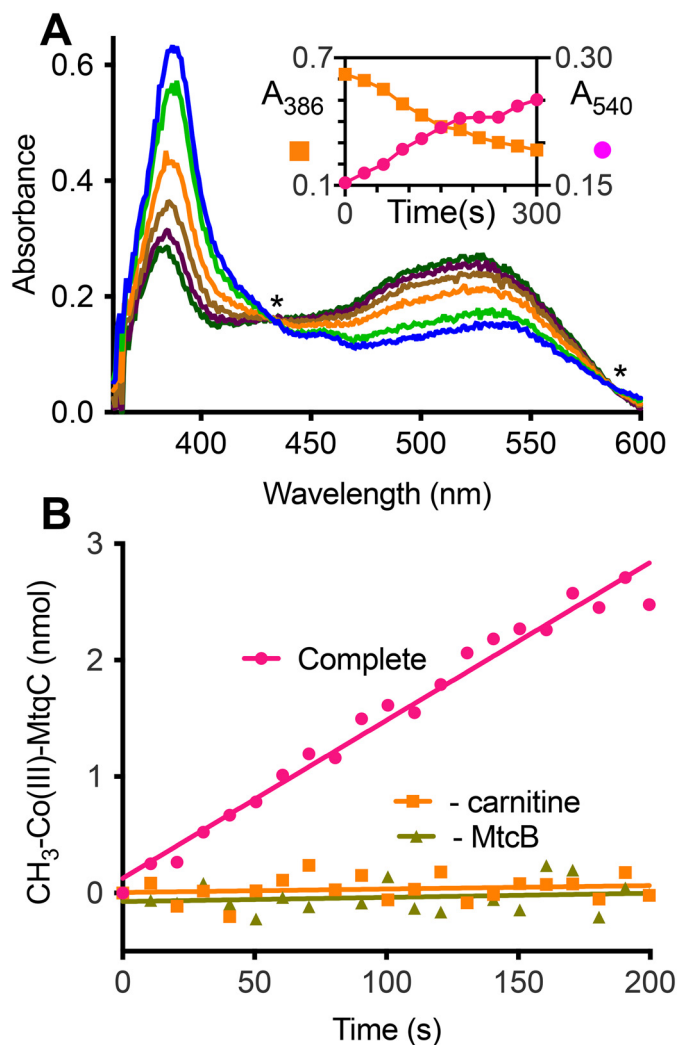 A
Absorbance
0.6
0.4
0.2
0.0
400
450
500
550
600
Wavelength (nm)
*
*
0.7
0.1
A386
0.30
0.15
A540
0
Time(s)
300
B
CH3-Co(III)-MtqC (nmol)
3
2
1
0
Complete
- carnitine
- MtcB
0
50
100
150
200
Time (s)